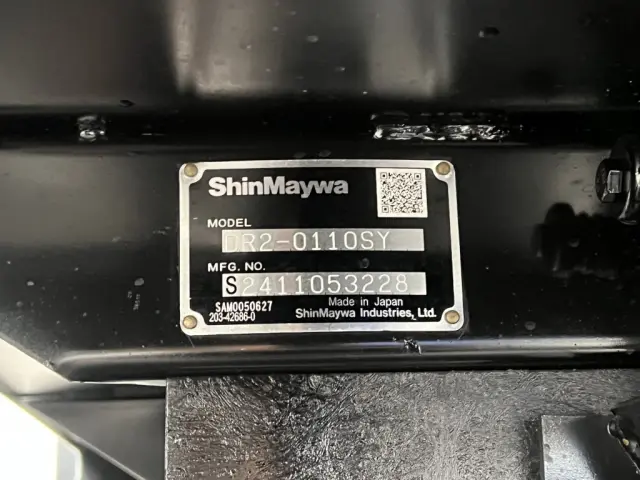 ShinMaywa
MODEL
DR2-0110SY
MFG. NO.
S2411053228
SAM0050627
Made in Japan
203-42686-0
ShinMaywa Industries, Ltd.